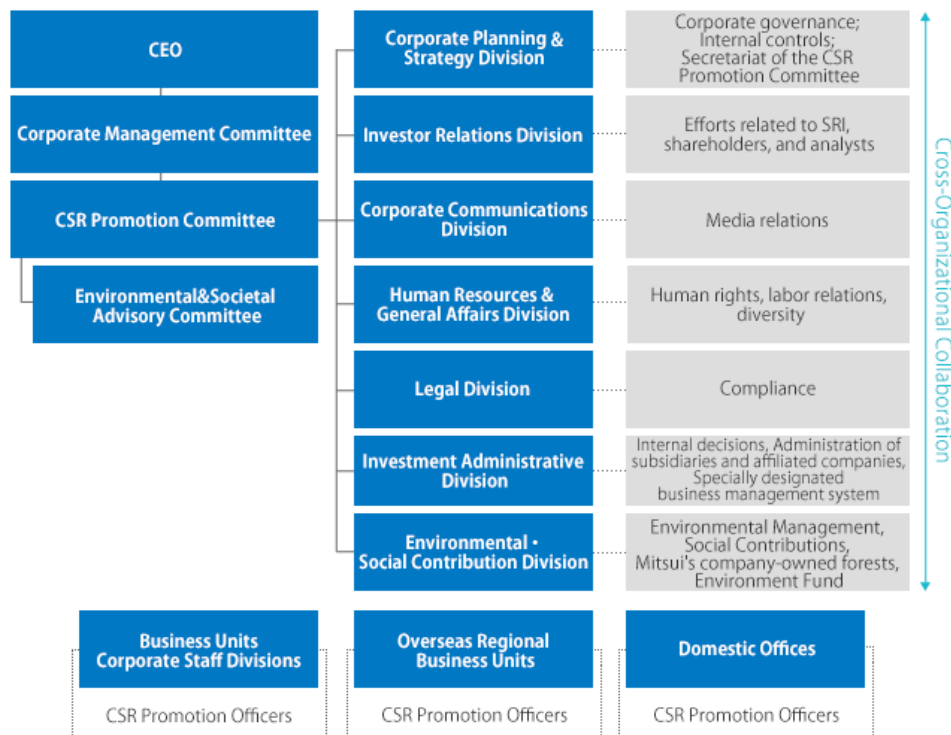 CEO
Corporate Management Committee
CSR Promotion Committee
Environmental&Societal
Advisory Committee
Corporate Planning &
Strategy Division
Corporate governance;
Internal controls;
Secretariat of the CSR
Promotion Committee
Investor Relations Division
Efforts related to SRI,
shareholders, and analysts
Corporate Communications
Division
Media relations
Human Resources &
General Affairs Division
Human rights, labor relations,
diversity
Legal Division
Compliance
Investment Administrative
Division
Internal decisions, Administration of
subsidiaries and affiliated companies,
Specially designated
business management system
Environmental •
Social Contribution Division
Environmental Management,
Social Contributions,
Mitsui's company-owned forests,
Environment Fund
Cross-Organizational Collaboration
Business Units
Corporate Staff Divisions
CSR Promotion Officers
Overseas Regional
Business Units
CSR Promotion Officers
Domestic Offices
CSR Promotion Officers